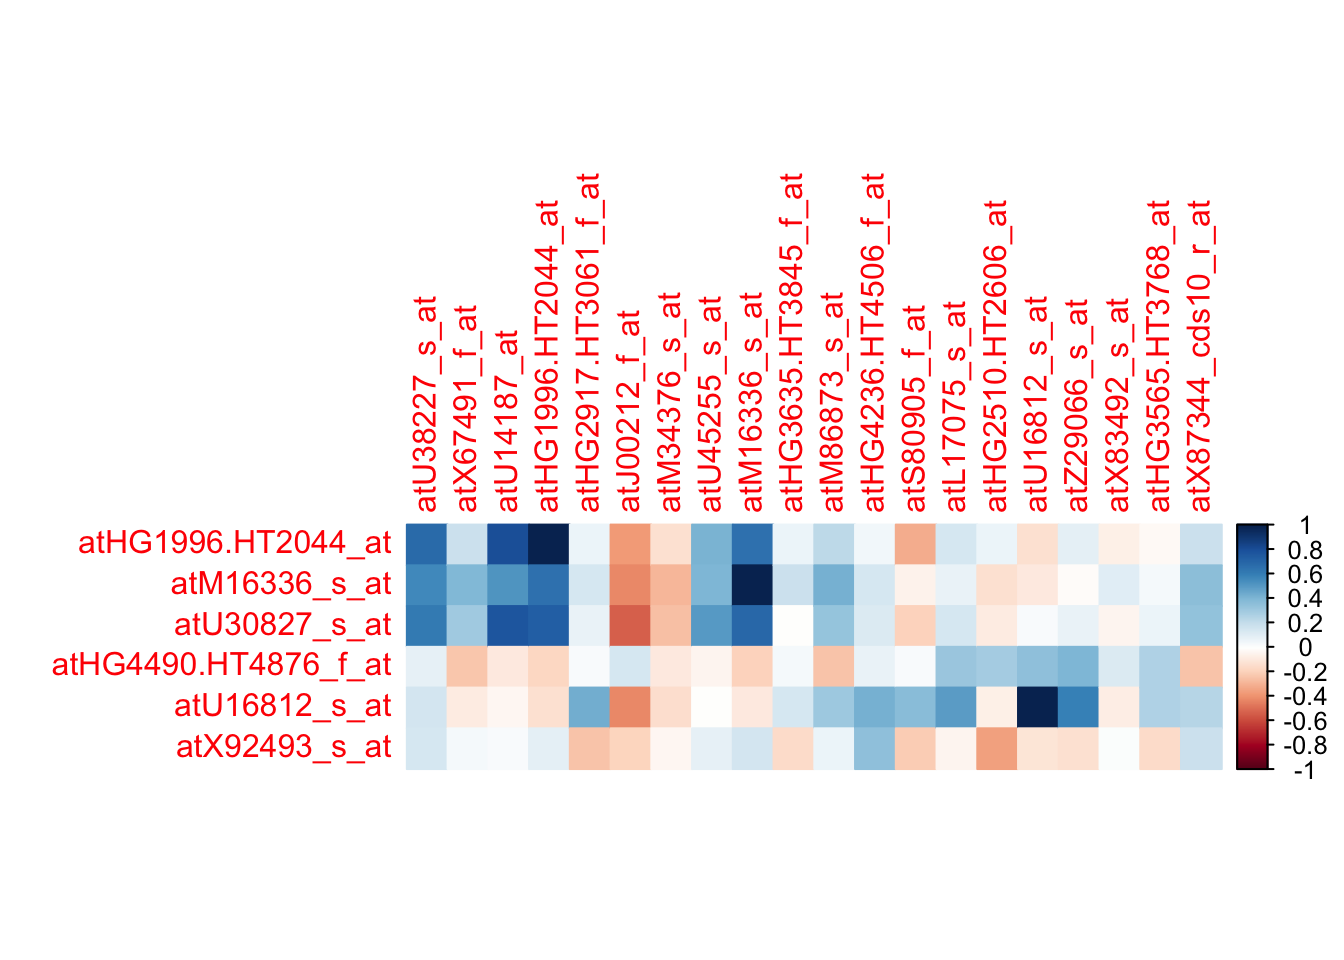 atU38227_s_at
atX67491_f_at
atU14187_at
atHG1996.HT2044_at
atHG2917.HT3061_f_at
atJ00212_f_at
atM34376_s_at
atU45255_s_at
atM16336_s_at
atHG3635.HT3845_f_at
atM86873_s_at
atHG4236.HT4506_f_at
atS80905_f_at
atL17075_s_at
atHG2510.HT2606_at
atU16812_s_at
atZ29066_s_at
atX83492_s_at
atHG3565.HT3768_at
atX87344_cds10_r_at
atHG1996.HT2044_at
atM16336_s_at
atU30827_s_at
atHG4490.HT4876_f_at
atU16812_s_at
atX92493_s_at
1
0.8
0.6
0.4
0.2
0
-0.2
-0.4
-0.6
-0.8
-1